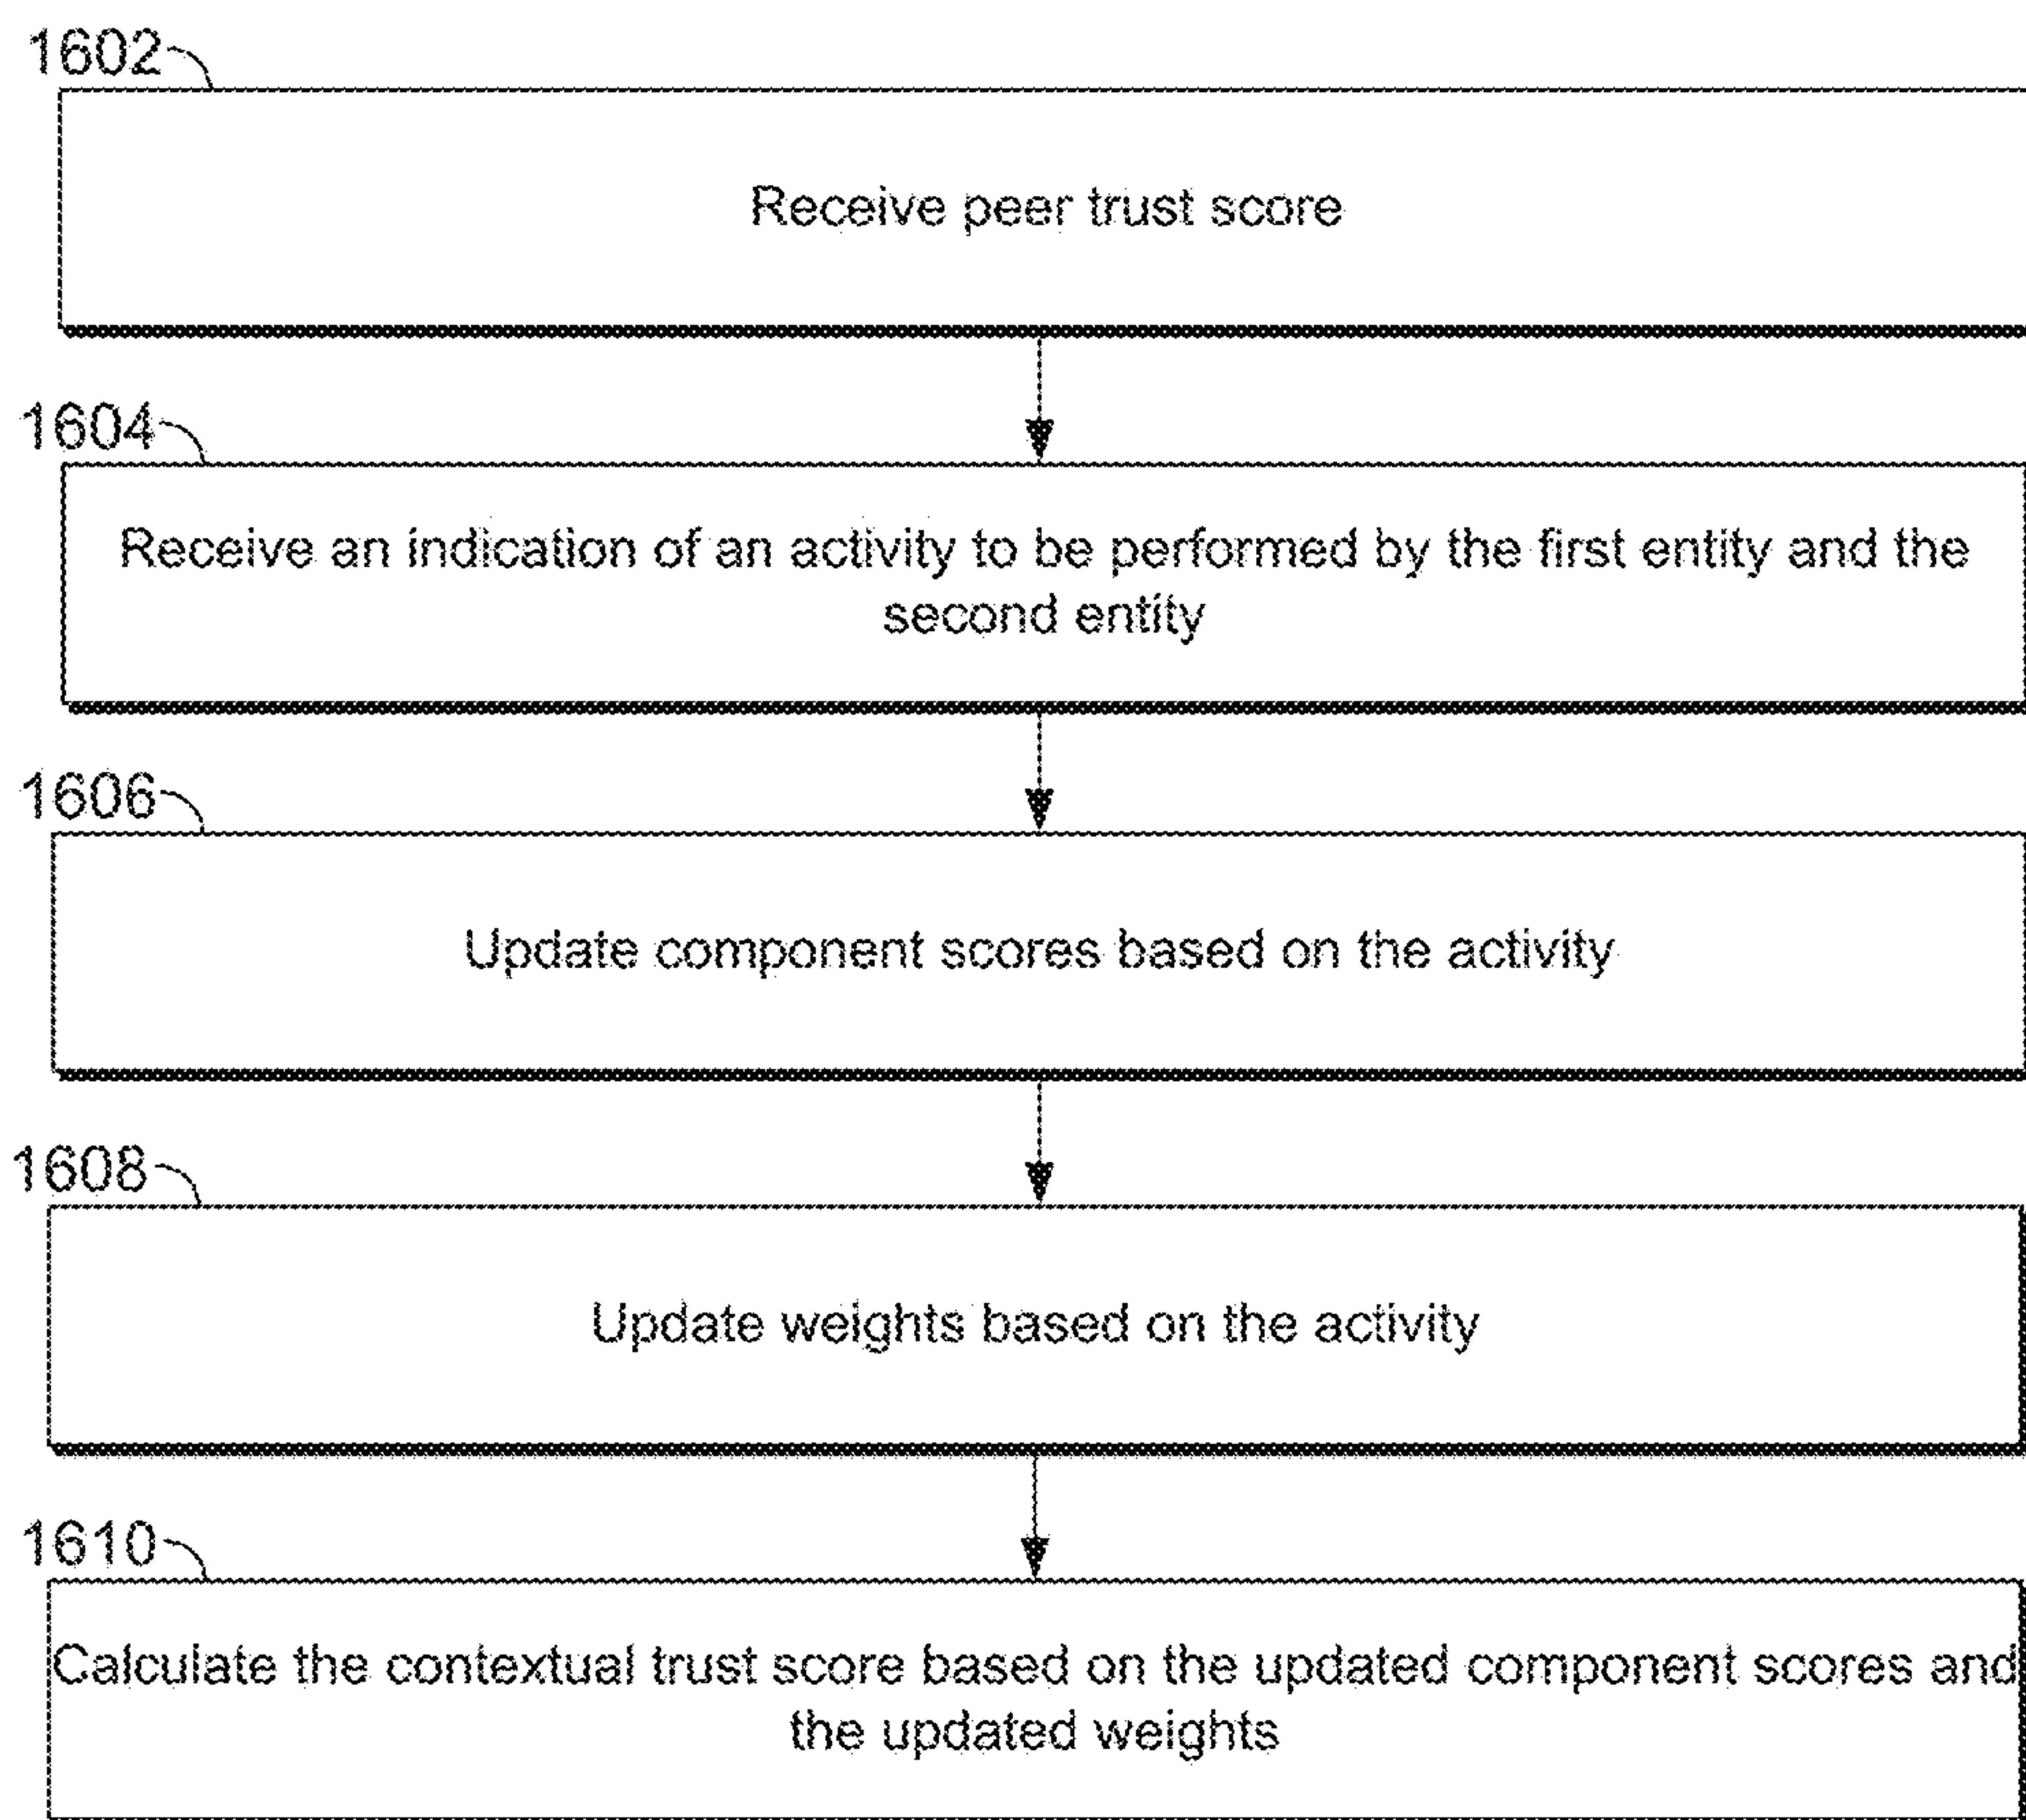 1602
Receive peer trust score
1604
Receive an indication of an activity to be performed by the first entity and the
second entity
1606
Update component scores based on the activity
1608
Update weights based on the activity
1610
Calculate the contextual trust score based on the updated component scores and
the updated weights